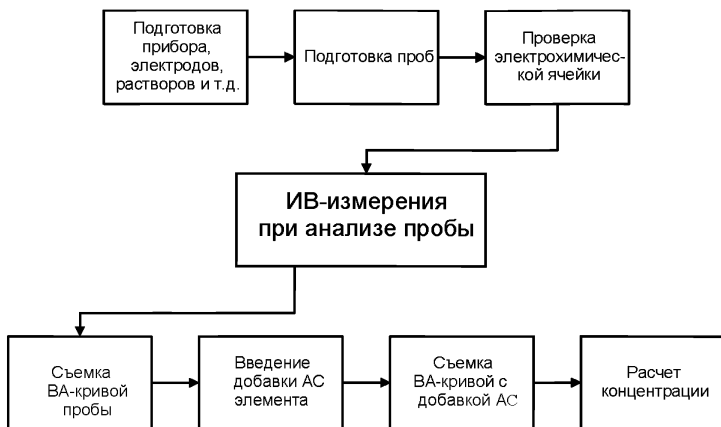 Подготовка
прибора,
электродов,
растворов и т.д.
Подготовка проб
Проверка
электрохимичес-
кой ячейки
ИВ-измерения
при анализе пробы
Съемка
ВА-кривой
пробы
Введение
добавки АС
элемента
Съемка
ВА-кривой с
добавкой АС
Расчет
концентрации